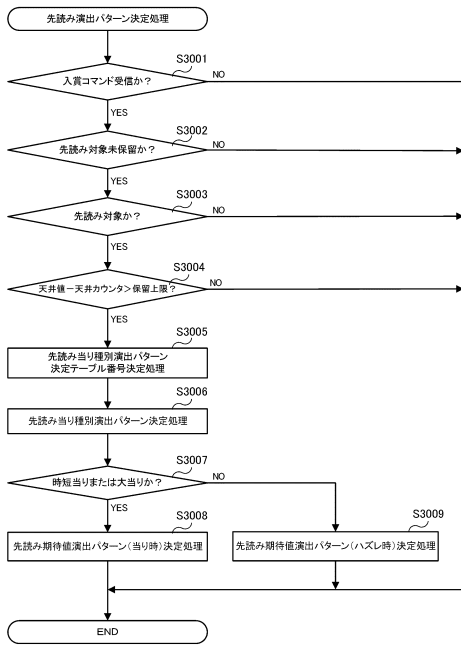 先読み演出パターン決定処理
S3001
入賞コマンド受信か？
NO
YES
S3002
先読み対象未保留か？
NO
YES
S3003
先読み対象か？
NO
YES
S3004
天井値－天井カウンタ＞保留上限？
NO
YES
S3005
先読み当り種別演出パターン
決定テーブル番号決定処理
S3006
先読み当り種別演出パターン決定処理
S3007
時短当りまたは大当りか？
NO
YES
S3008
先読み期待値演出パターン（当り時）決定処理
S3009
先読み期待値演出パターン（ハズレ時）決定処理
END